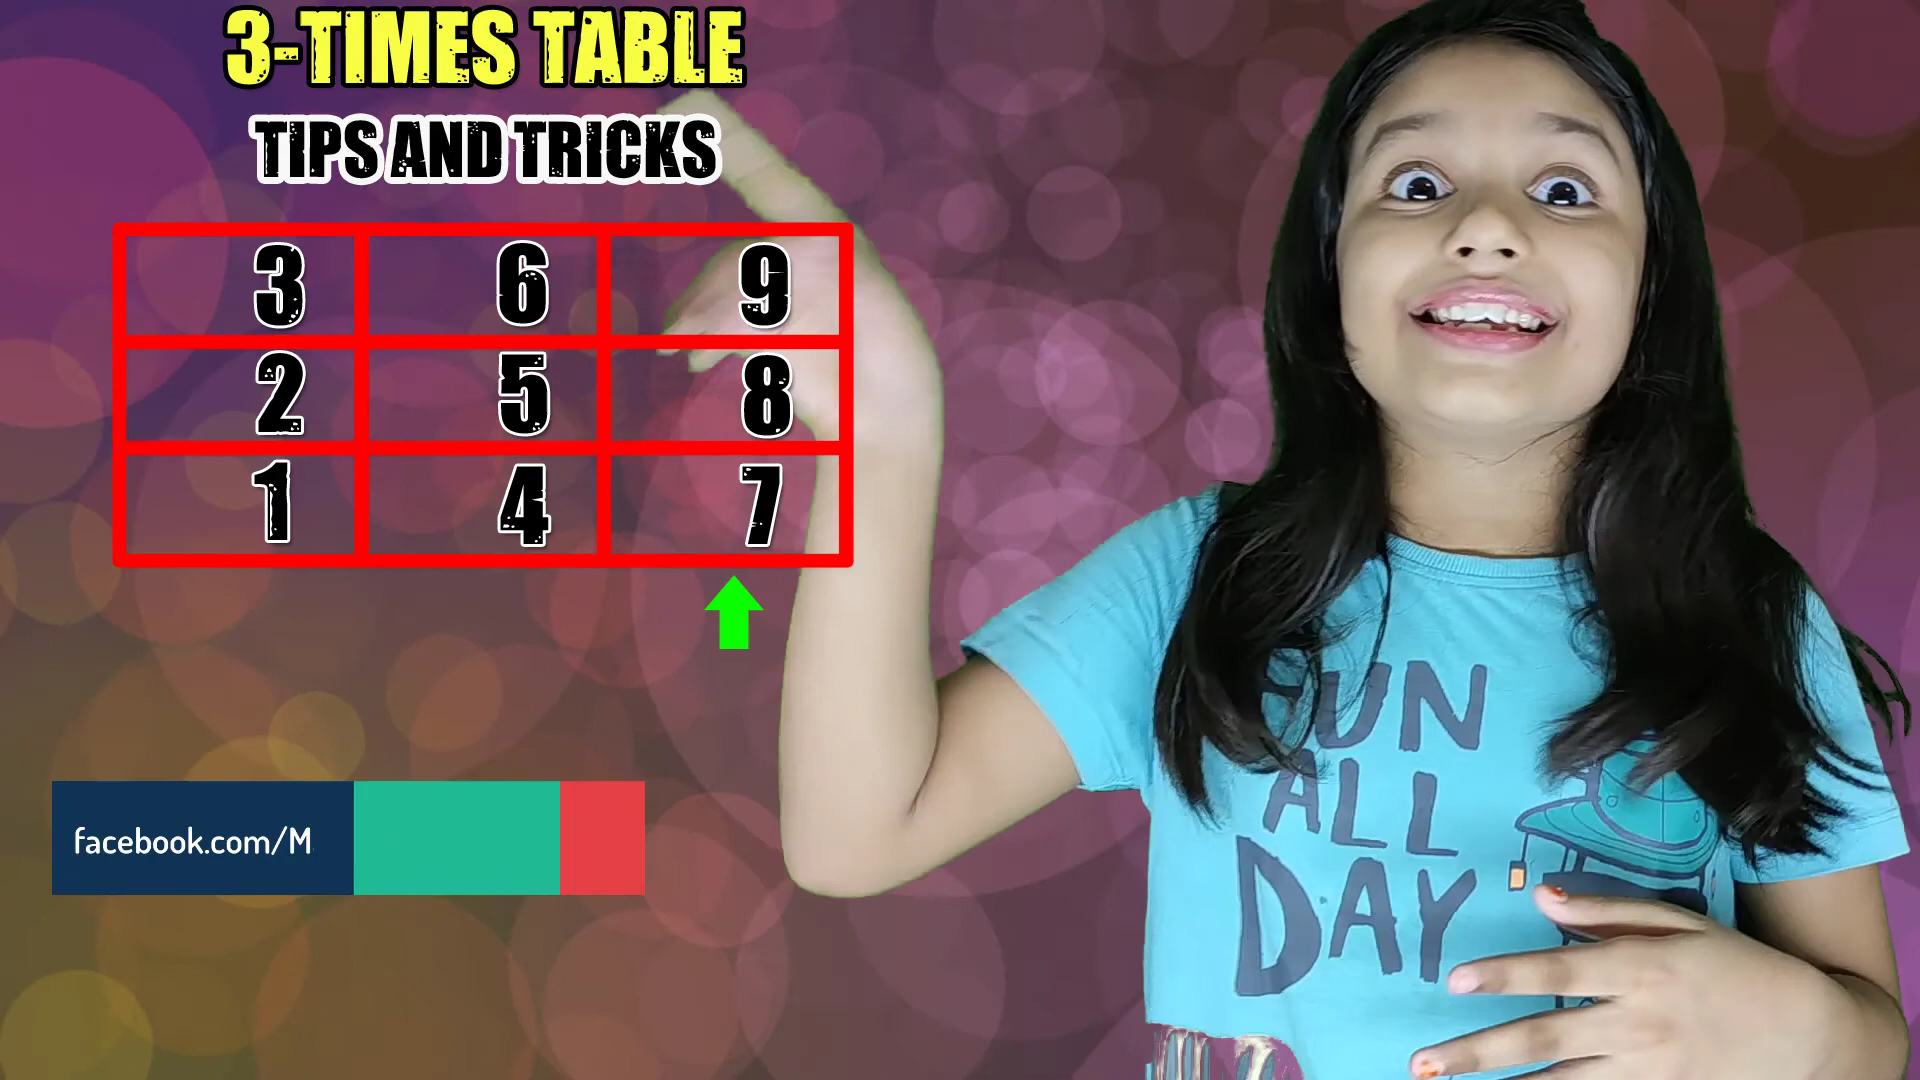 3-TIMES TABLE
TIPS AND TRICKS
3 6 9
2 5 8
1 4 7
facebook.com/M
SUN
ALL
DAY